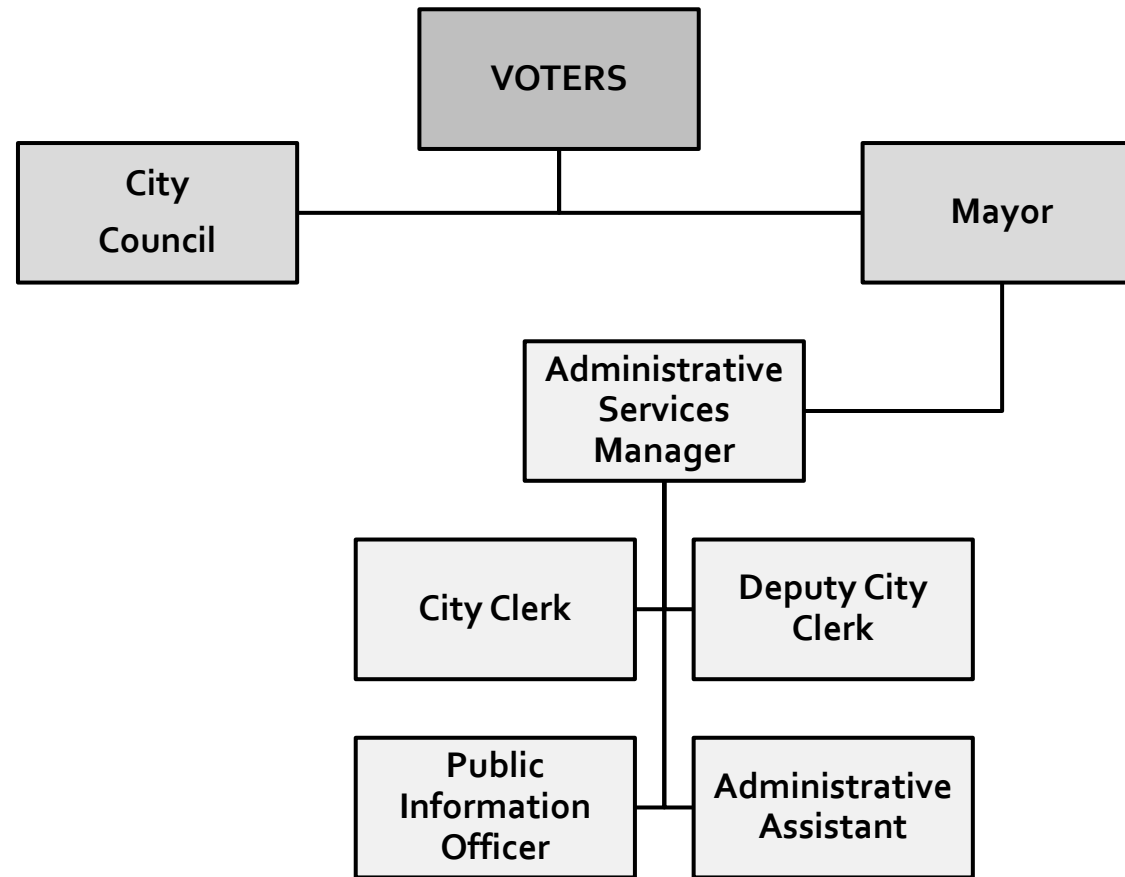 VOTERS
City
Council
Mayor
Administrative
Services
Manager
City Clerk
Deputy City
Clerk
Public
Information
Officer
Administrative
Assistant